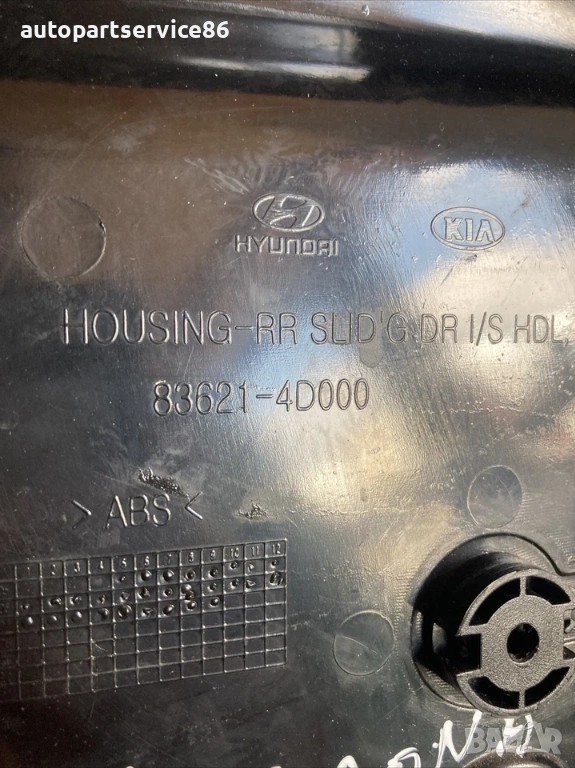 autopartservice86
HYUNDAI
KIA
HOUSING-RR SLID'G DR I/S HDL,
83621-4D000
> ABS <
1 2 3 4 5 6 7 8 9 10 11 12
BAZAR